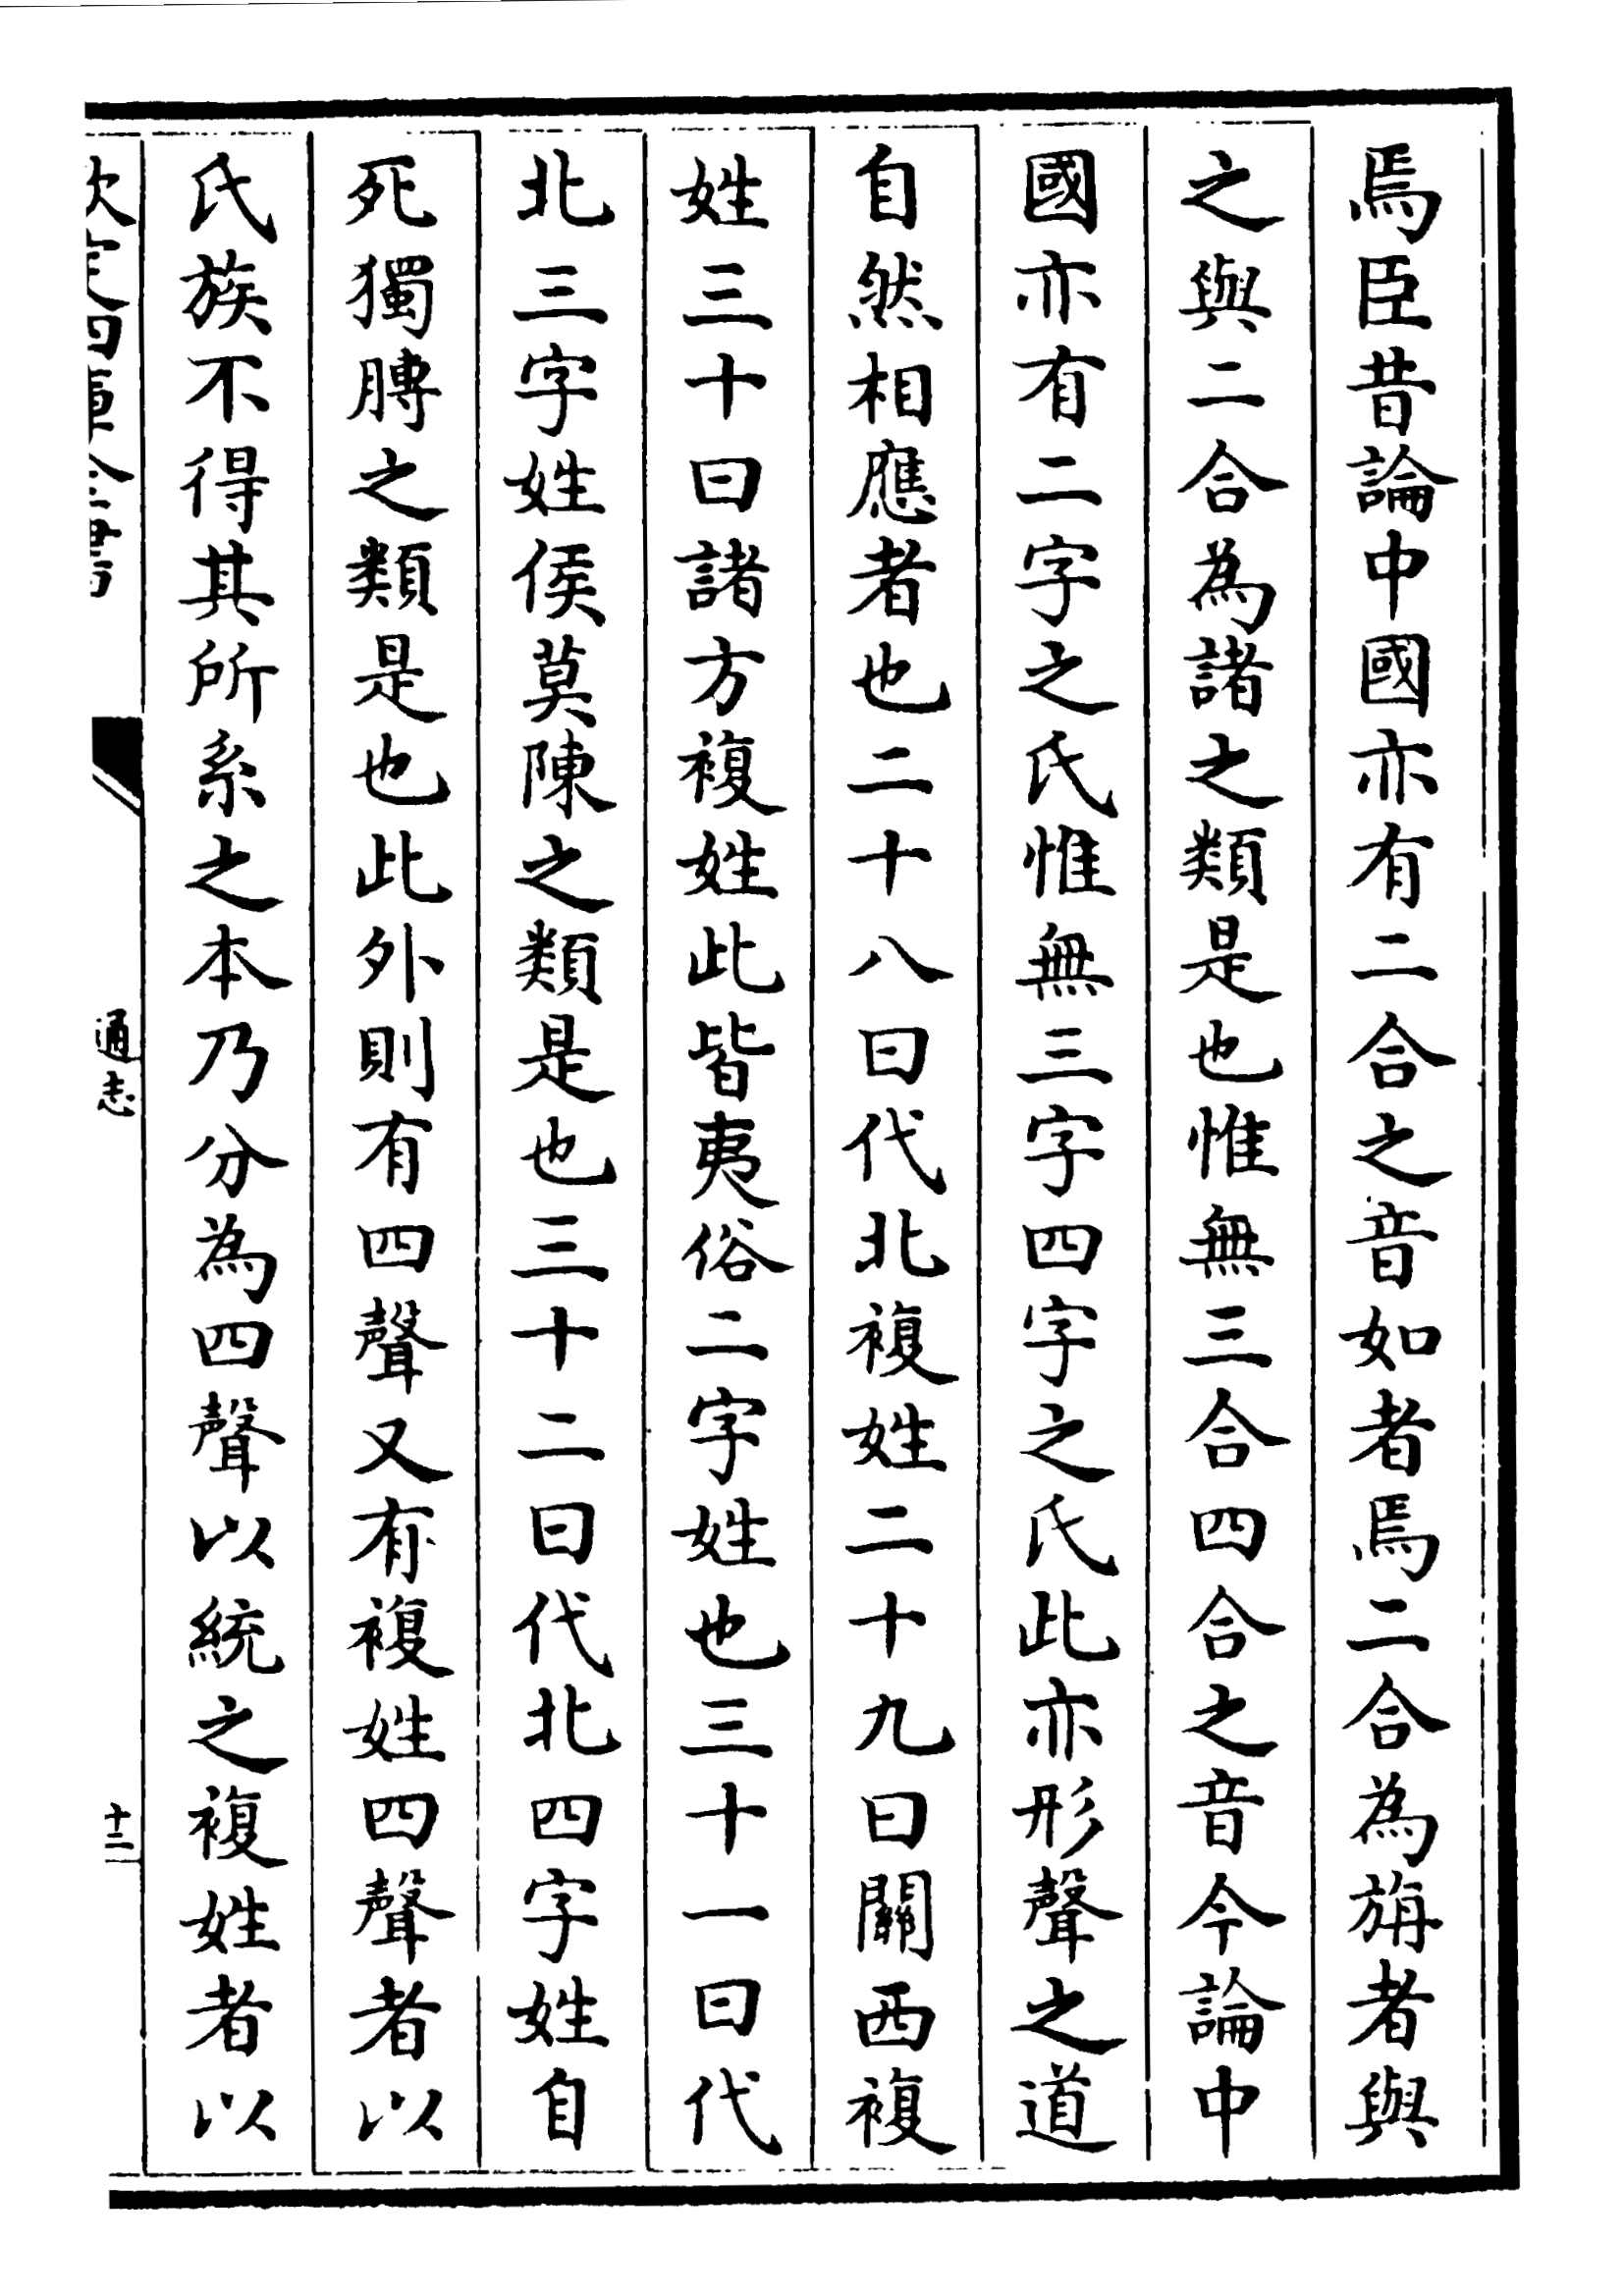 焉臣昔論中國亦有二合之音如者焉二合為旃者與
之與二合為諸之類是也惟無三合四合之音今論中
國亦有二字之氏惟無三字四字之氏此亦形聲之道
自然相應者也二十八曰代北複姓二十九曰關西複
姓三十曰諸方複姓此皆夷俗二字姓也三十一曰代
北三字姓侯莫陳之類是也三十二曰代北四字姓自
死獨膊之類是也此外則有四聲又有複姓四聲者以
氏族不得其所系之本乃分為四聲以統之複姓者以
欽定四庫全書
通志
十二